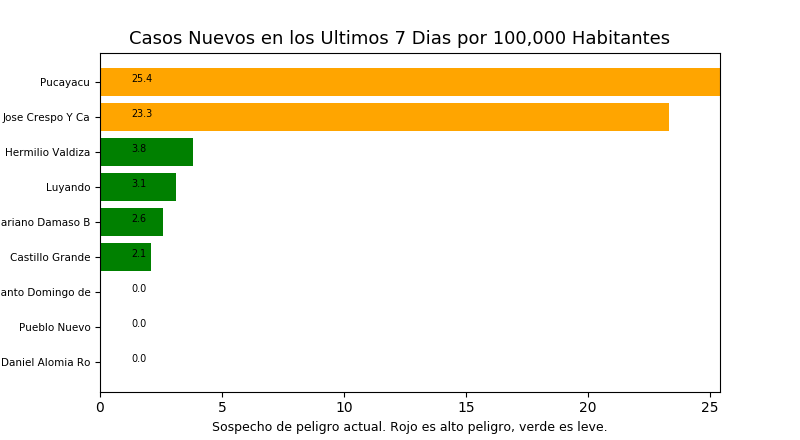 Casos Nuevos en los Ultimos 7 Dias por 100,000 Habitantes
Pucayacu 25.4
Jose Crespo Y Ca 23.3
Hermilio Valdiza 3.8
Luyando 3.1
ariano Damaso B 2.6
Castillo Grande 2.1
anto Domingo de 0.0
Pueblo Nuevo 0.0
Daniel Alomia Ro 0.0
0 5 10 15 20 25
Sospecho de peligro actual. Rojo es alto peligro, verde es leve.